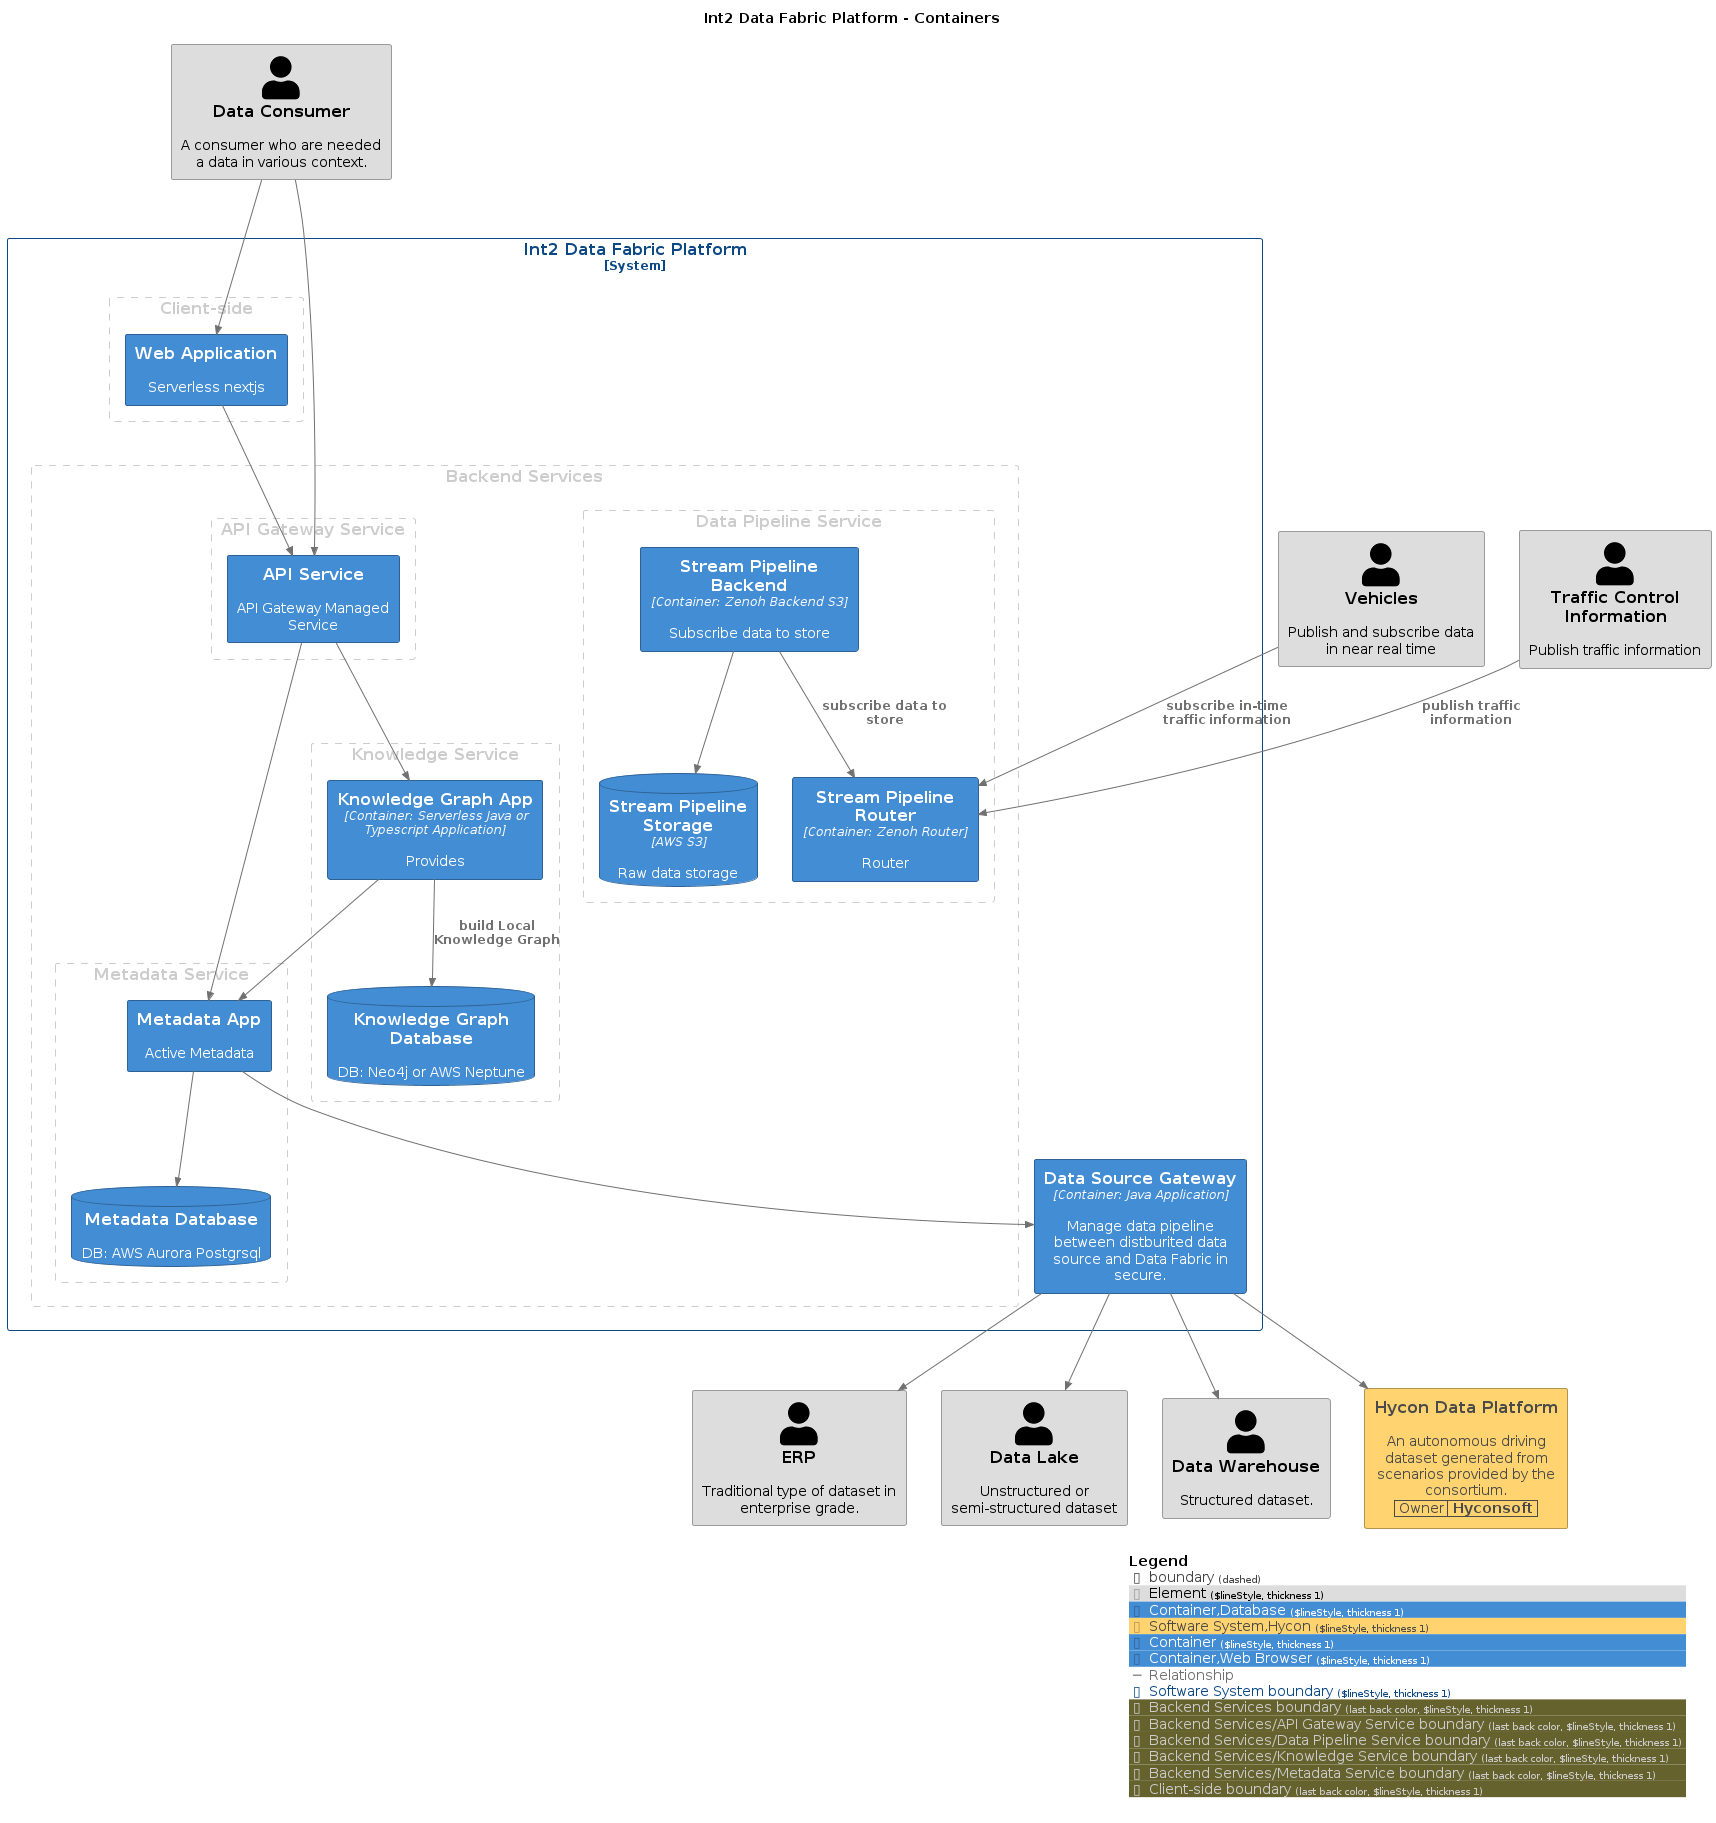 Int2 Data Fabric Platform - Containers
Data Consumer
A consumer who are needed
a data in various context.
Int2 Data Fabric Platform
[System]
Client-side
Web Application
Serverless nextjs
Backend Services
API Gateway Service
API Service
API Gateway Managed
Service
Data Pipeline Service
Stream Pipeline
Backend
[Container: Zenoh Backend S3]
Subscribe data to store
Vehicles
Publish and subscribe data
in near real time
Traffic Control
Information
Publish traffic information
subscribe data to
store
subscribe in-time
traffic information
publish traffic
information
Knowledge Service
Knowledge Graph App
[Container: Serverless Java or
Typescript Application]
Provides
Stream Pipeline
Storage
[AWS S3]
Raw data storage
Stream Pipeline
Router
[Container: Zenoh Router]
Router
build Local
Knowledge Graph
Metadata Service
Metadata App
Active Metadata
Knowledge Graph
Database
DB: Neo4j or AWS Neptune
Metadata Database
DB: AWS Aurora Postgrsql
Data Source Gateway
[Container: Java Application]
Manage data pipeline
between distburited data
source and Data Fabric in
secure.
ERP
Traditional type of dataset in
enterprise grade.
Data Lake
Unstructured or
semi-structured dataset
Data Warehouse
Structured dataset.
Hycon Data Platform
An autonomous driving
dataset generated from
scenarios provided by the
consortium.
Owner Hyconsoft
Legend
boundary (dashed)
Element ($lineStyle, thickness 1)
Container,Database ($lineStyle, thickness 1)
Software System,Hycon ($lineStyle, thickness 1)
Container ($lineStyle, thickness 1)
Container,Web Browser ($lineStyle, thickness 1)
Relationship
Software System boundary ($lineStyle, thickness 1)
Backend Services boundary (last back color, $lineStyle, thickness 1)
Backend Services/API Gateway Service boundary (last back color, $lineStyle, thickness 1)
Backend Services/Data Pipeline Service boundary (last back color, $lineStyle, thickness 1)
Backend Services/Knowledge Service boundary (last back color, $lineStyle, thickness 1)
Backend Services/Metadata Service boundary (last back color, $lineStyle, thickness 1)
Client-side boundary (last back color, $lineStyle, thickness 1)